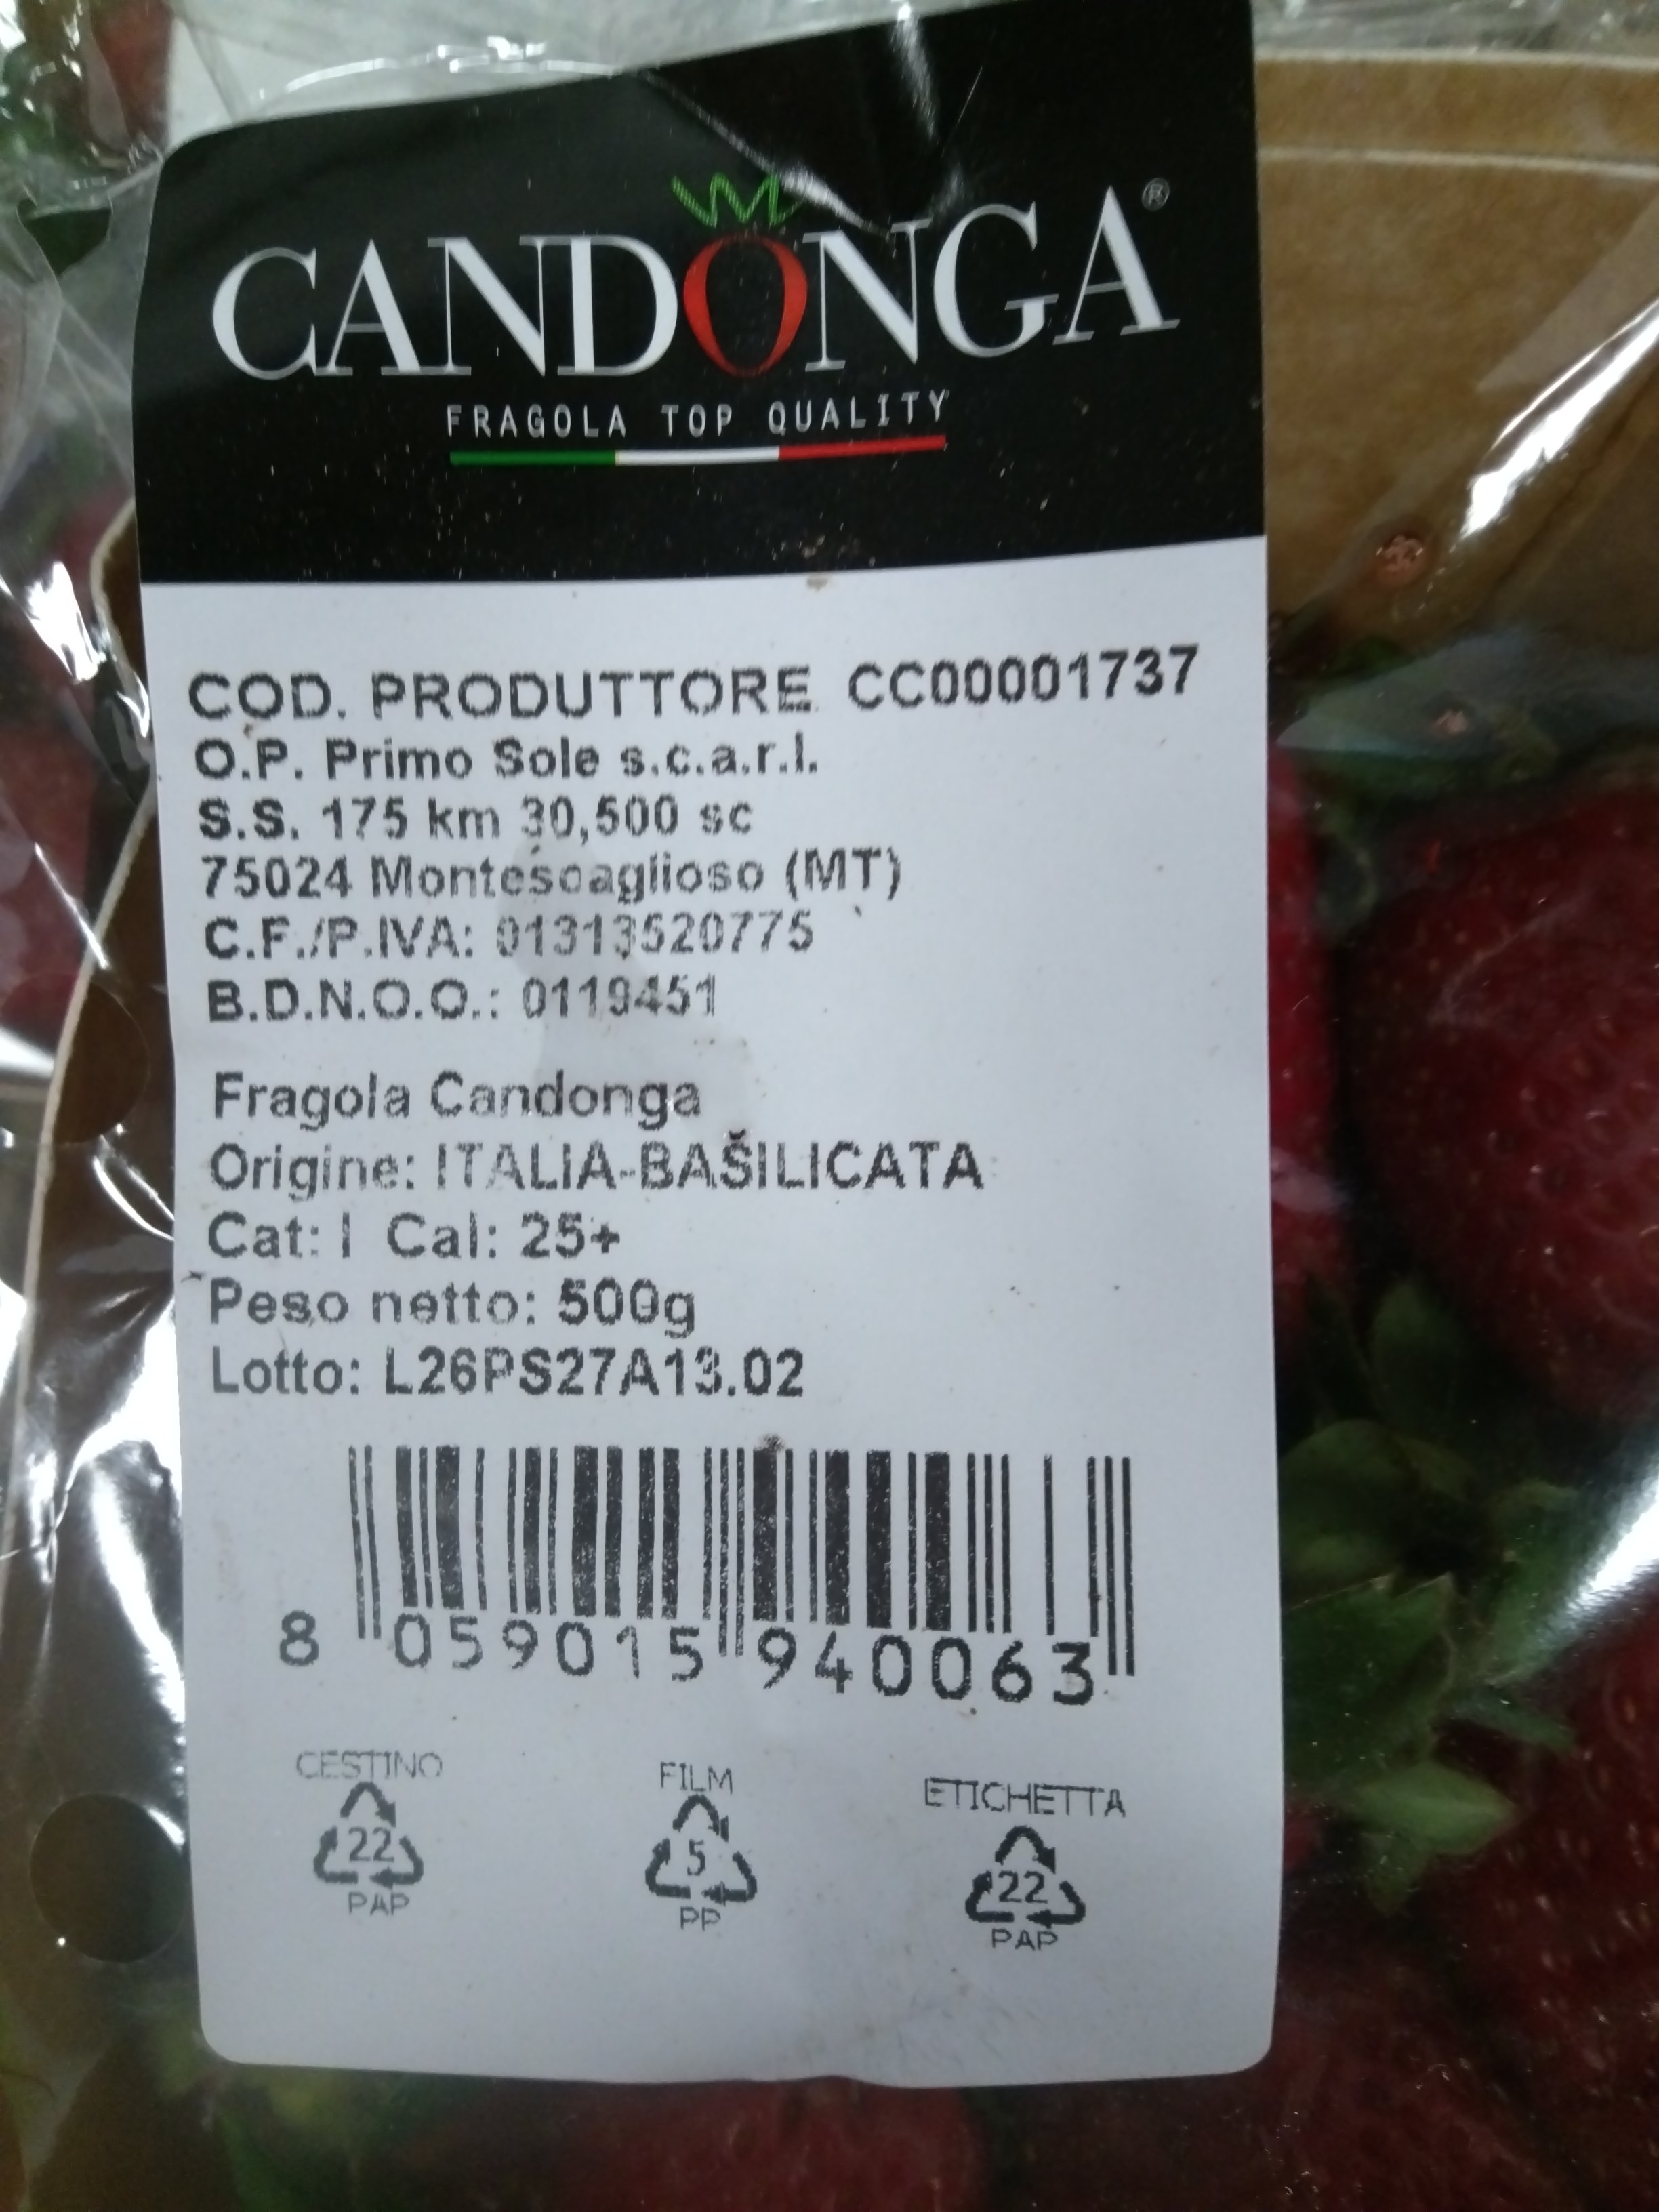 CANDONGA®
FRAGOLA TOP QUALITY
COD. PRODUTTORE CC00001737
O.P. Primo Sole s.c.a.r.l.
S.S. 175 km 30,500 sc
75024 Montescaglioso (MT)
C.F./P.IVA: 01313520775
B.D.N.O.O.: 0119451
Fragola Candonga
Origine: ITALIA-BASILICATA
Cat: I Cal: 25+
Peso netto: 500g
Lotto: L26PS27A13.02
8 059015 940063
CESTINO FILM ETICHETTA
22 5 22
PAP PP PAP